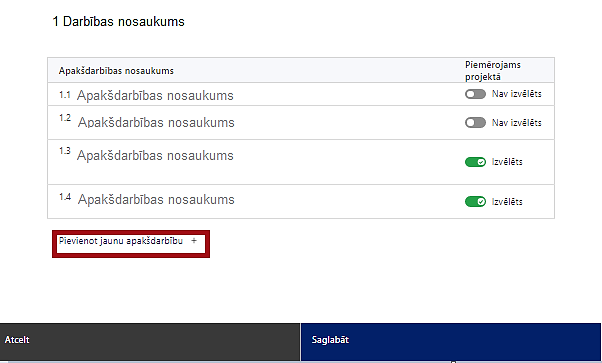 1 Darbības nosaukums
Apakšdarbības nosaukums
Piemērojams
projektā
1.1 Apakšdarbības nosaukums
Nav izvēlēts
1.2 Apakšdarbības nosaukums
Nav izvēlēts
1.3 Apakšdarbības nosaukums
Izvēlēts
1.4 Apakšdarbības nosaukums
Izvēlēts
Pievienot jaunu apakšdarbību +
Atcelt
Saglabāt